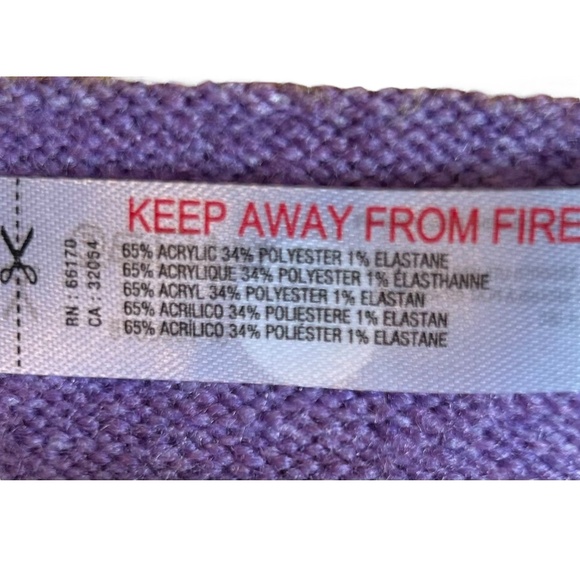 KEEP AWAY FROM FIRE
RN : 66170
CA : 32054
65% ACRYLIC 34% POLYESTER 1% ELASTANE
65% ACRYLIQUE 34% POLYESTER 1% ÉLASTHANNE
65% ACRYL 34% POLYESTER 1% ELASTAN
65% ACRILICO 34% POLIESTERE 1% ELASTAN
65% ACRÍLICO 34% POLIÉSTER 1% ELASTANE